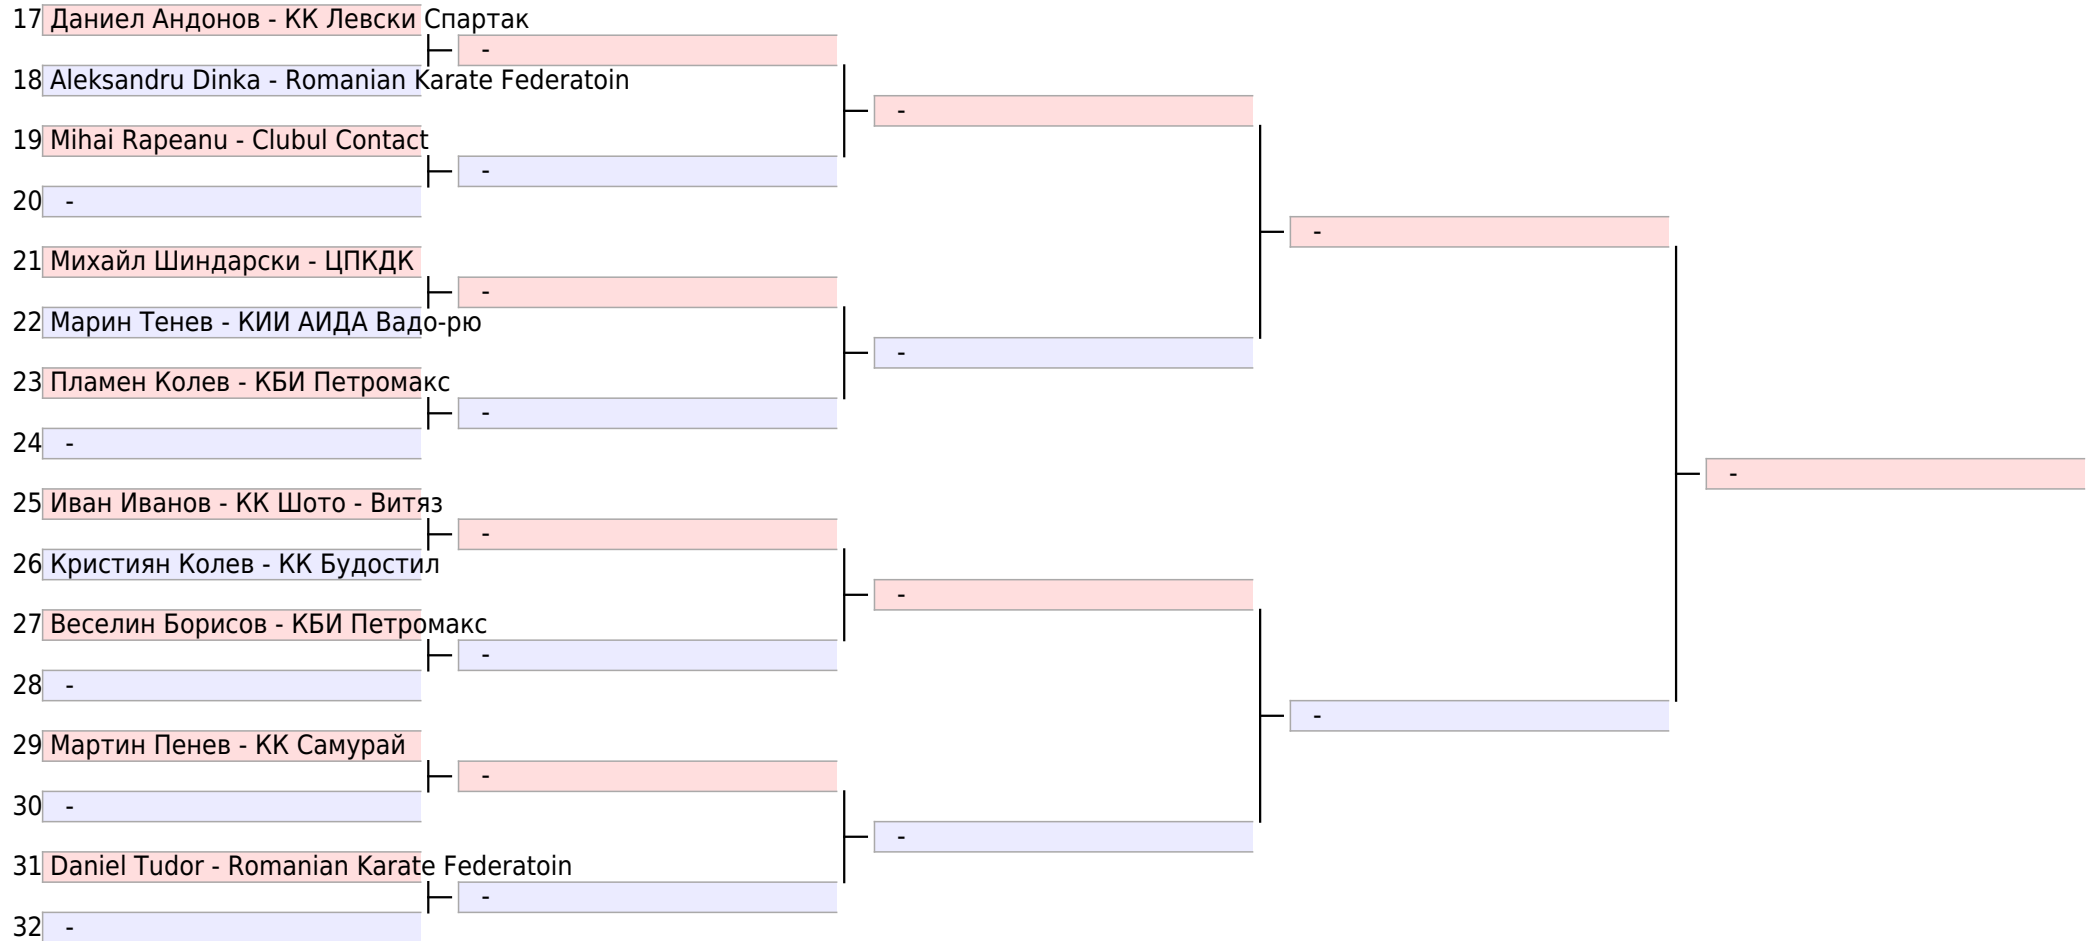 17 Даниел Андонов - КК Левски Спартак
-
18 Aleksandru Dinka - Romanian Karate Federatoin
-
19 Mihai Rapeanu - Clubul Contact
-
20 -
-
21 Михайл Шиндарски - ЦПКДК
-
22 Марин Тенев - КИИ АИДА Вадо-рю
-
23 Пламен Колев - КБИ Петромакс
-
24 -
-
25 Иван Иванов - КК Шото - Витяз
-
26 Кристиян Колев - КК Будостил
-
27 Веселин Борисов - КБИ Петромакс
-
28 -
-
29 Мартин Пенев - КК Самурай
-
30 -
-
31 Daniel Tudor - Romanian Karate Federatoin
-
32 -